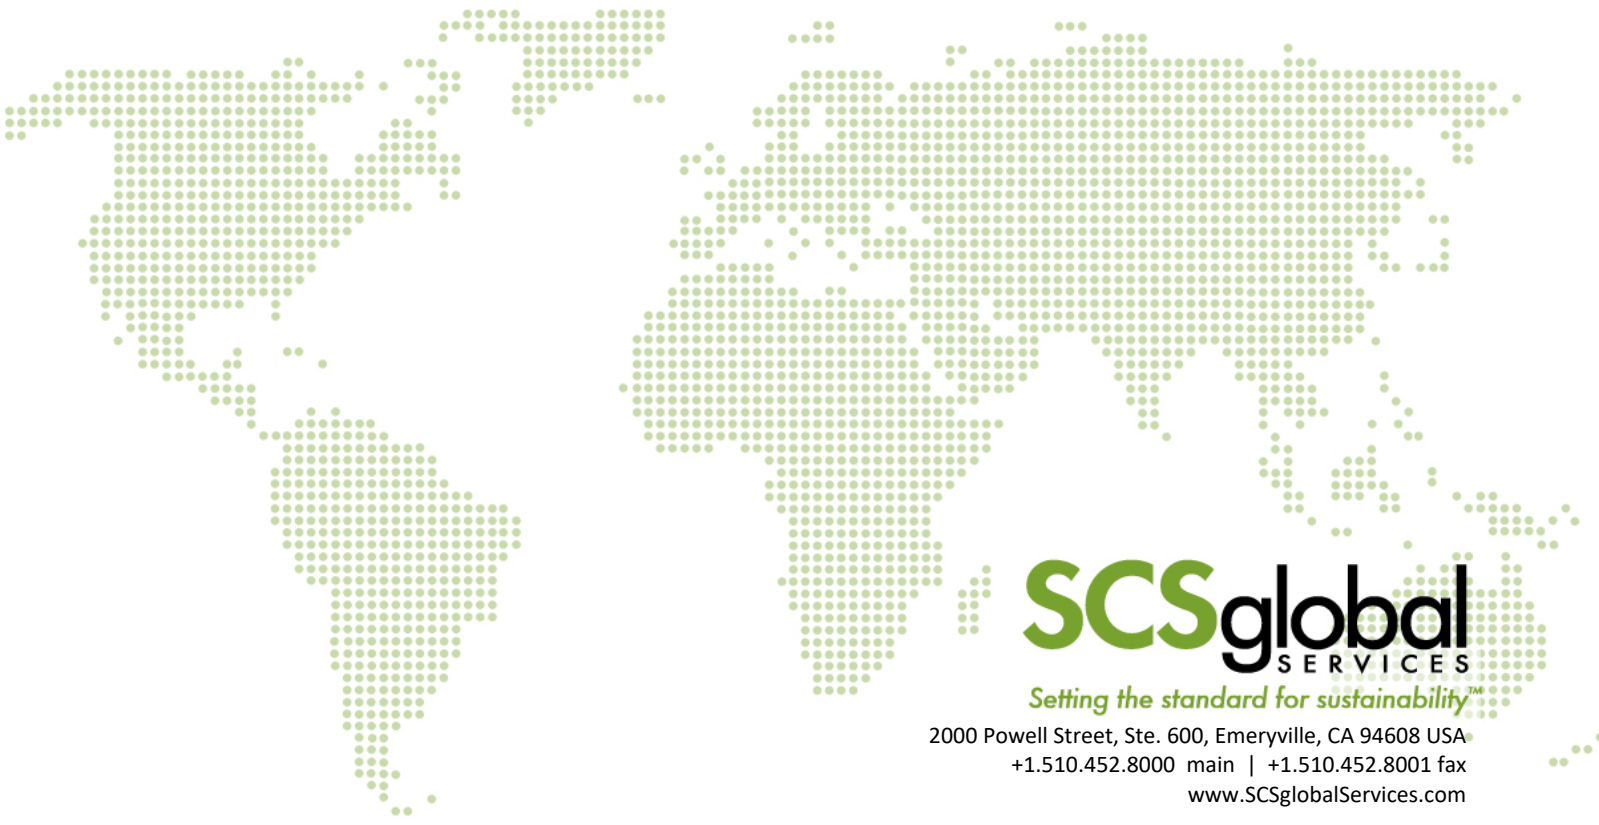 SCSglobal
SERVICES
Setting the standard for sustainability™
2000 Powell Street, Ste. 600, Emeryville, CA 94608 USA
+1.510.452.8000 main | +1.510.452.8001 fax
www.SCSglobalServices.com